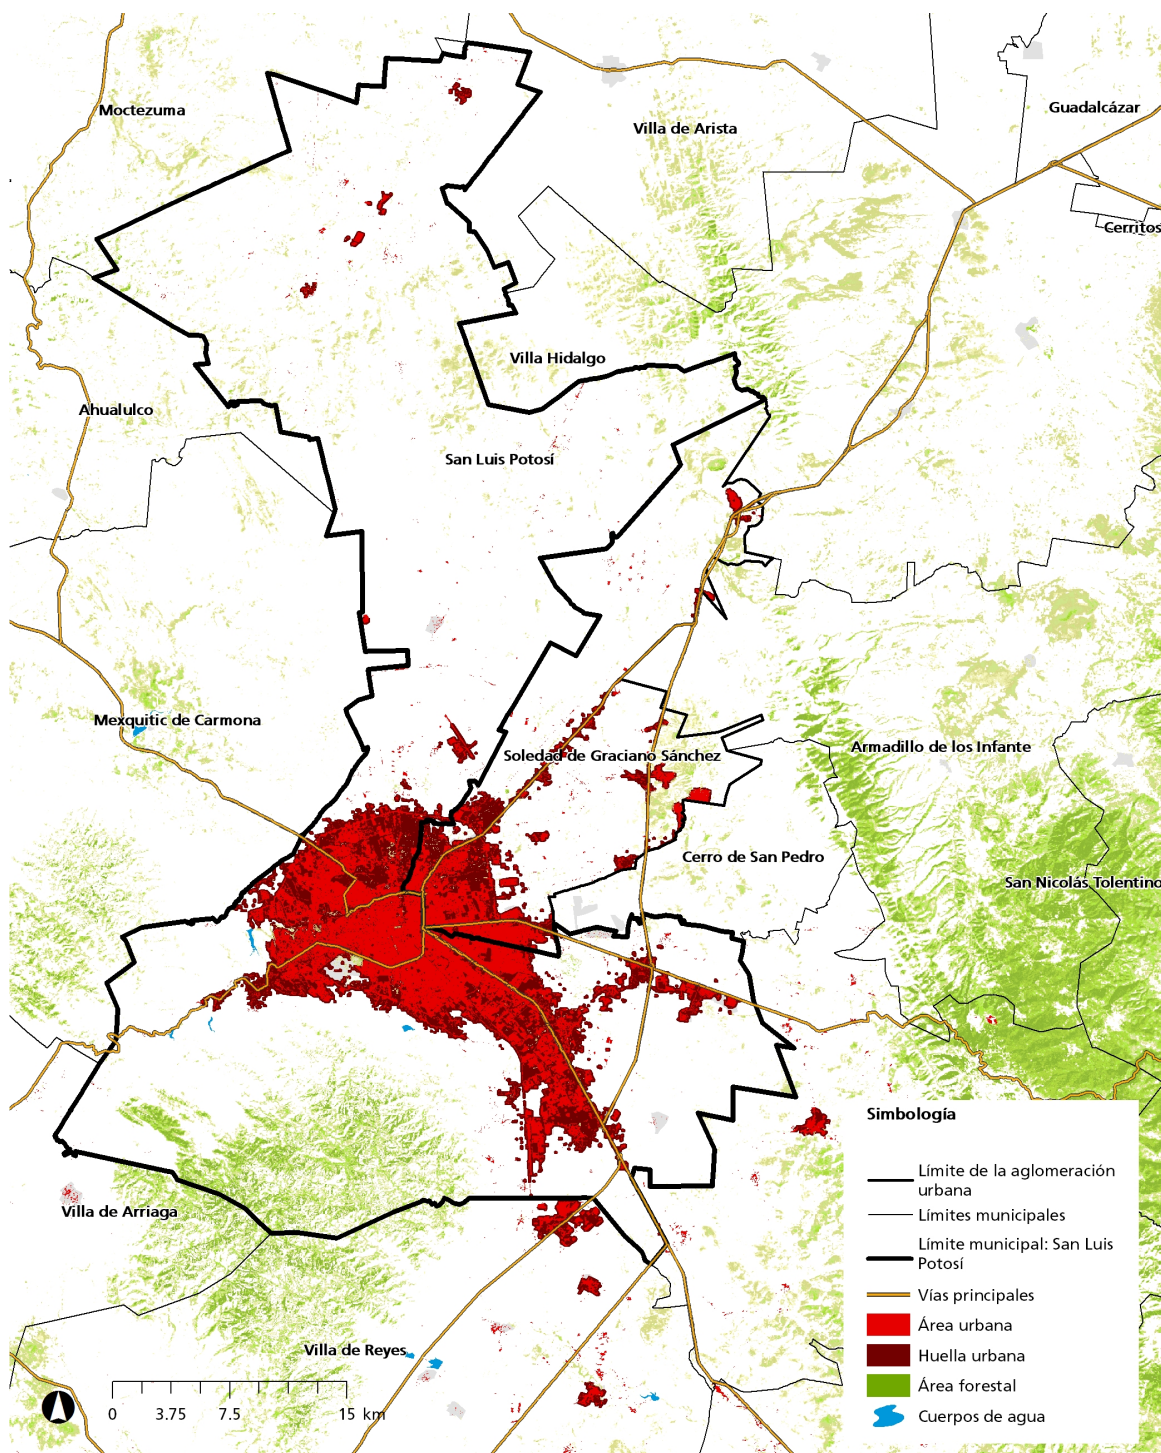 Moctezuma
Guadalcázar
Villa de Arista
Cerritos
Villa Hidalgo
Ahualulco
San Luis Potosí
Mexquitic de Carmona
Armadillo de los Infante
Soledad de Graciano Sánchez
Cerro de San Pedro
San Nicolás Tolentino
Villa de Arriaga
Villa de Reyes
0 3.75 7.5 15 km
Simbología
Límite de la aglomeración
urbana
Límites municipales
Límite municipal: San Luis
Potosí
Vías principales
Área urbana
Huella urbana
Área forestal
Cuerpos de agua